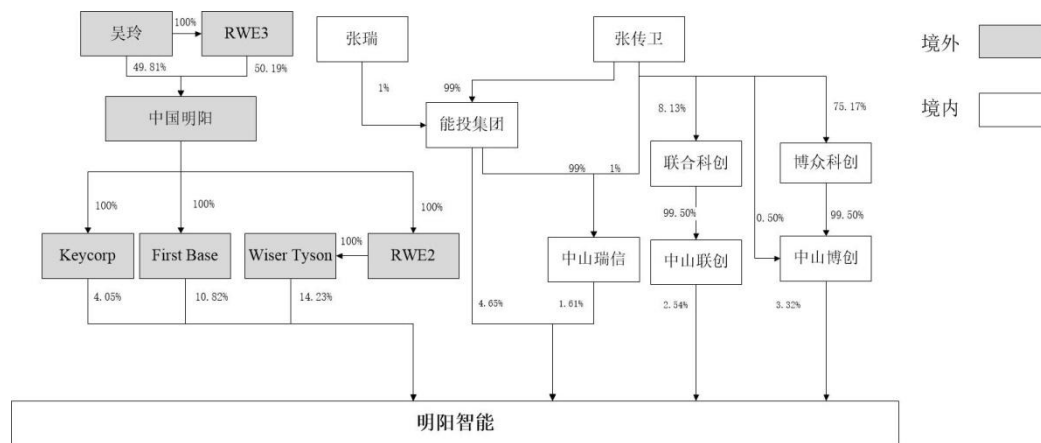 吴玲
100%
RWE3
张瑞
张传卫
境外
49.81%
50.19%
1%
99%
8.13%
75.17%
境内
中国明阳
能投集团
联合科创
博众科创
99%
1%
100%
100%
100%
99.50%
0.50%
99.50%
Keycorp
First Base
Wiser Tyson
100%
RWE2
中山瑞信
中山联创
中山博创
4.05%
10.82%
14.23%
4.65%
1.61%
2.54%
3.32%
明阳智能